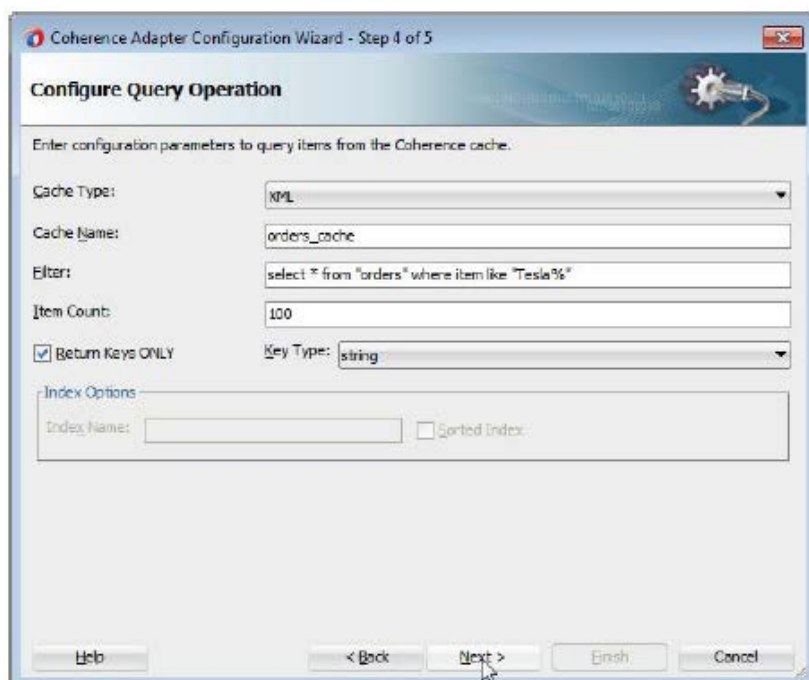 Coherence Adapter Configuration Wizard - Step 4 of 5
Configure Query Operation
Enter configuration parameters to query items from the Coherence cache.
Cache Type: XML
Cache Name: orders_cache
Filter: select * from "orders" where item like "Tesla%"
Item Count: 100
Return Keys ONLY Key Type: string
Index Options
Index Name: Sorted Index
Help < Back Next > Finish Cancel